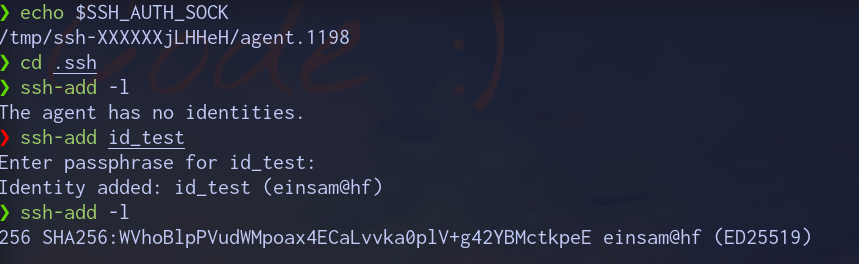 ❯ echo $SSH_AUTH_SOCK
/tmp/ssh-XXXXXXjLHHeH/agent.1198
❯ cd .ssh
❯ ssh-add -l
The agent has no identities.
❯ ssh-add id_test
Enter passphrase for id_test:
Identity added: id_test (einsam@hf)
❯ ssh-add -l
256 SHA256:WVhoBlpPVudWMpoax4ECaLvvka0plV+g42YBMctkpeE einsam@hf (ED25519)
code :)